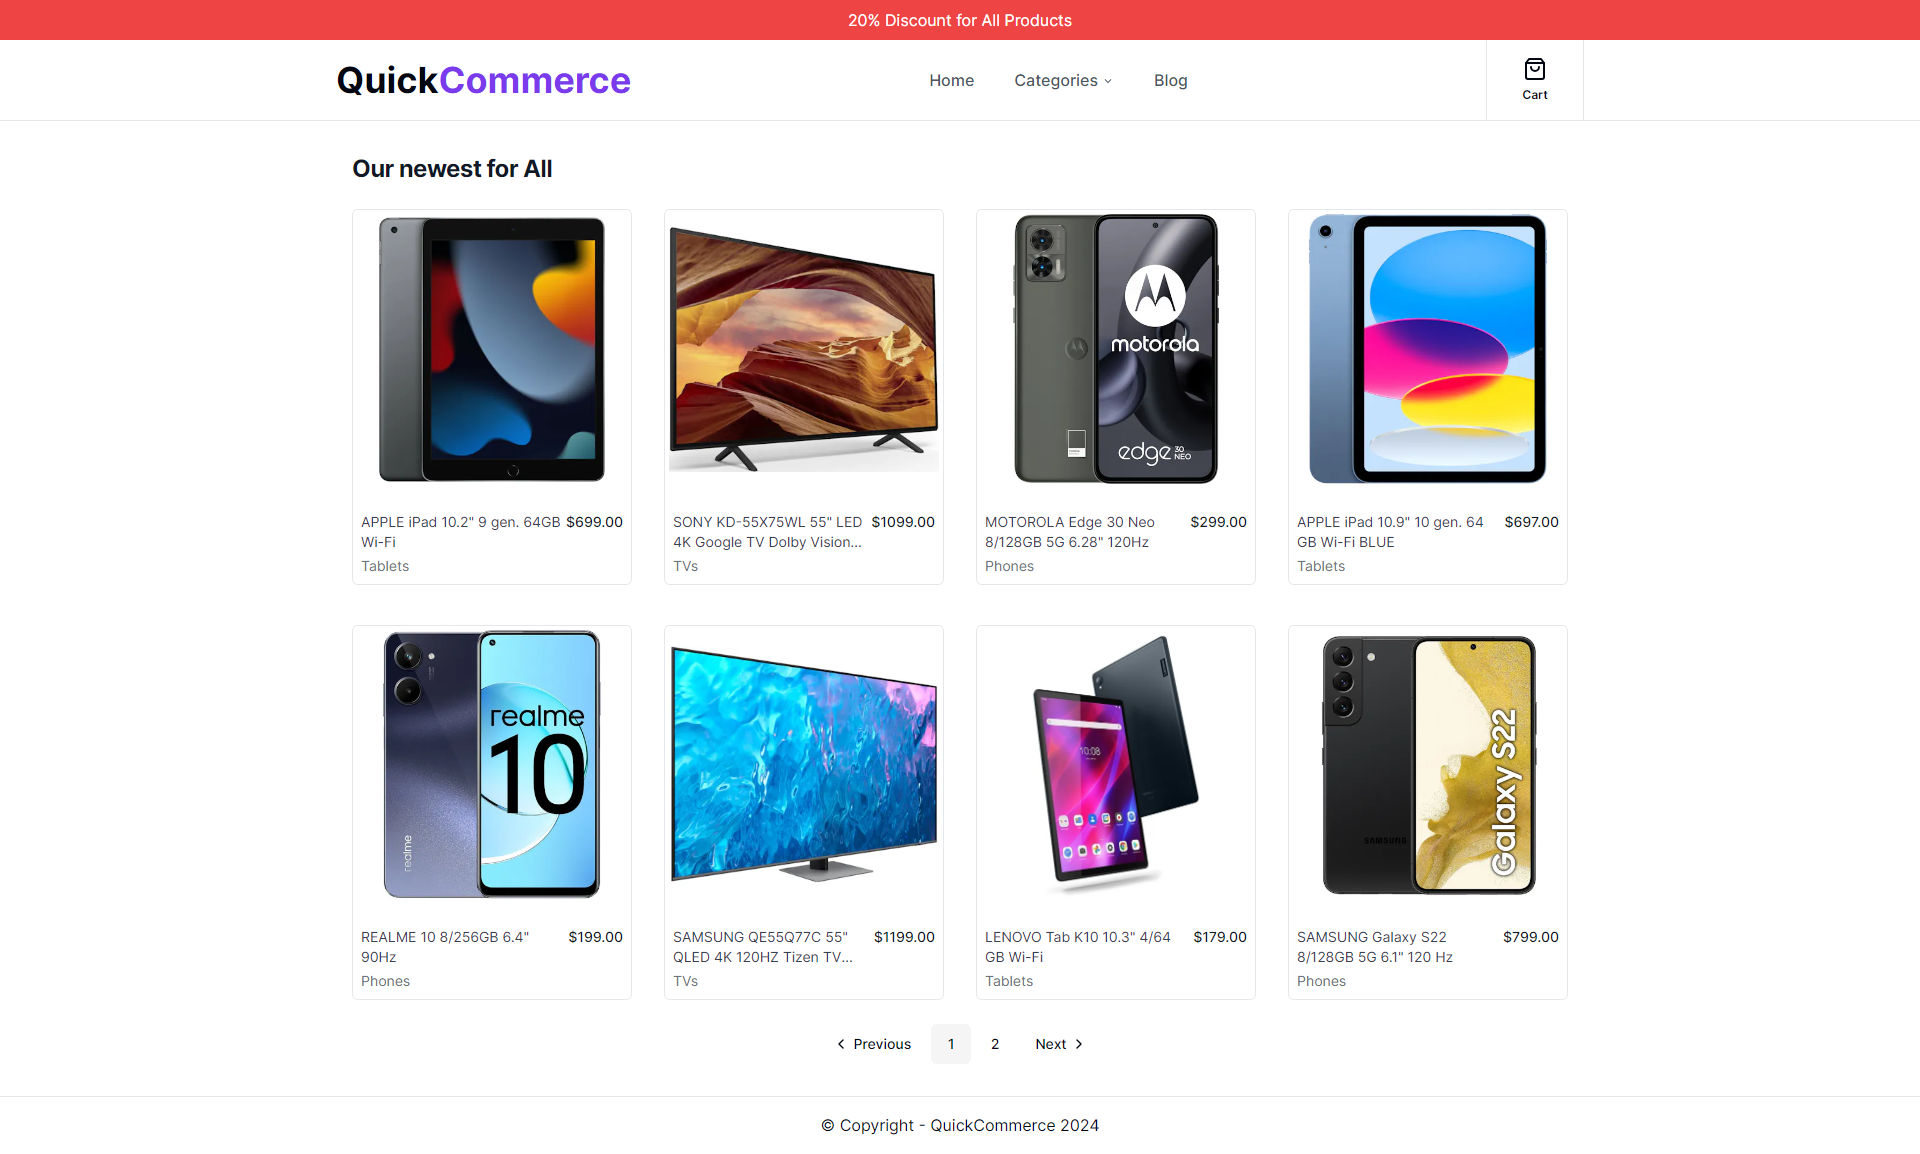 20% Discount for All Products
QuickCommerce
Home
Categories
Blog
Cart
Our newest for All
motorola
edge 30 NEO
APPLE iPad 10.2" 9 gen. 64GB $699.00
Wi-Fi
Tablets
SONY KD-55X75WL 55" LED $1099.00
4K Google TV Dolby Vision...
TVs
MOTOROLA Edge 30 Neo $299.00
8/128GB 5G 6.28" 120Hz
Phones
APPLE iPad 10.9" 10 gen. 64 $697.00
GB Wi-Fi BLUE
Tablets
realme
10
realme
10:08
SAMSUNG
Galaxy S22
REALME 10 8/256GB 6.4" $199.00
90Hz
Phones
SAMSUNG QE55Q77C 55" $1199.00
QLED 4K 120HZ Tizen TV...
TVs
LENOVO Tab K10 10.3" 4/64 $179.00
GB Wi-Fi
Tablets
SAMSUNG Galaxy S22 $799.00
8/128GB 5G 6.1" 120 Hz
Phones
Previous
1
2
Next
© Copyright - QuickCommerce 2024